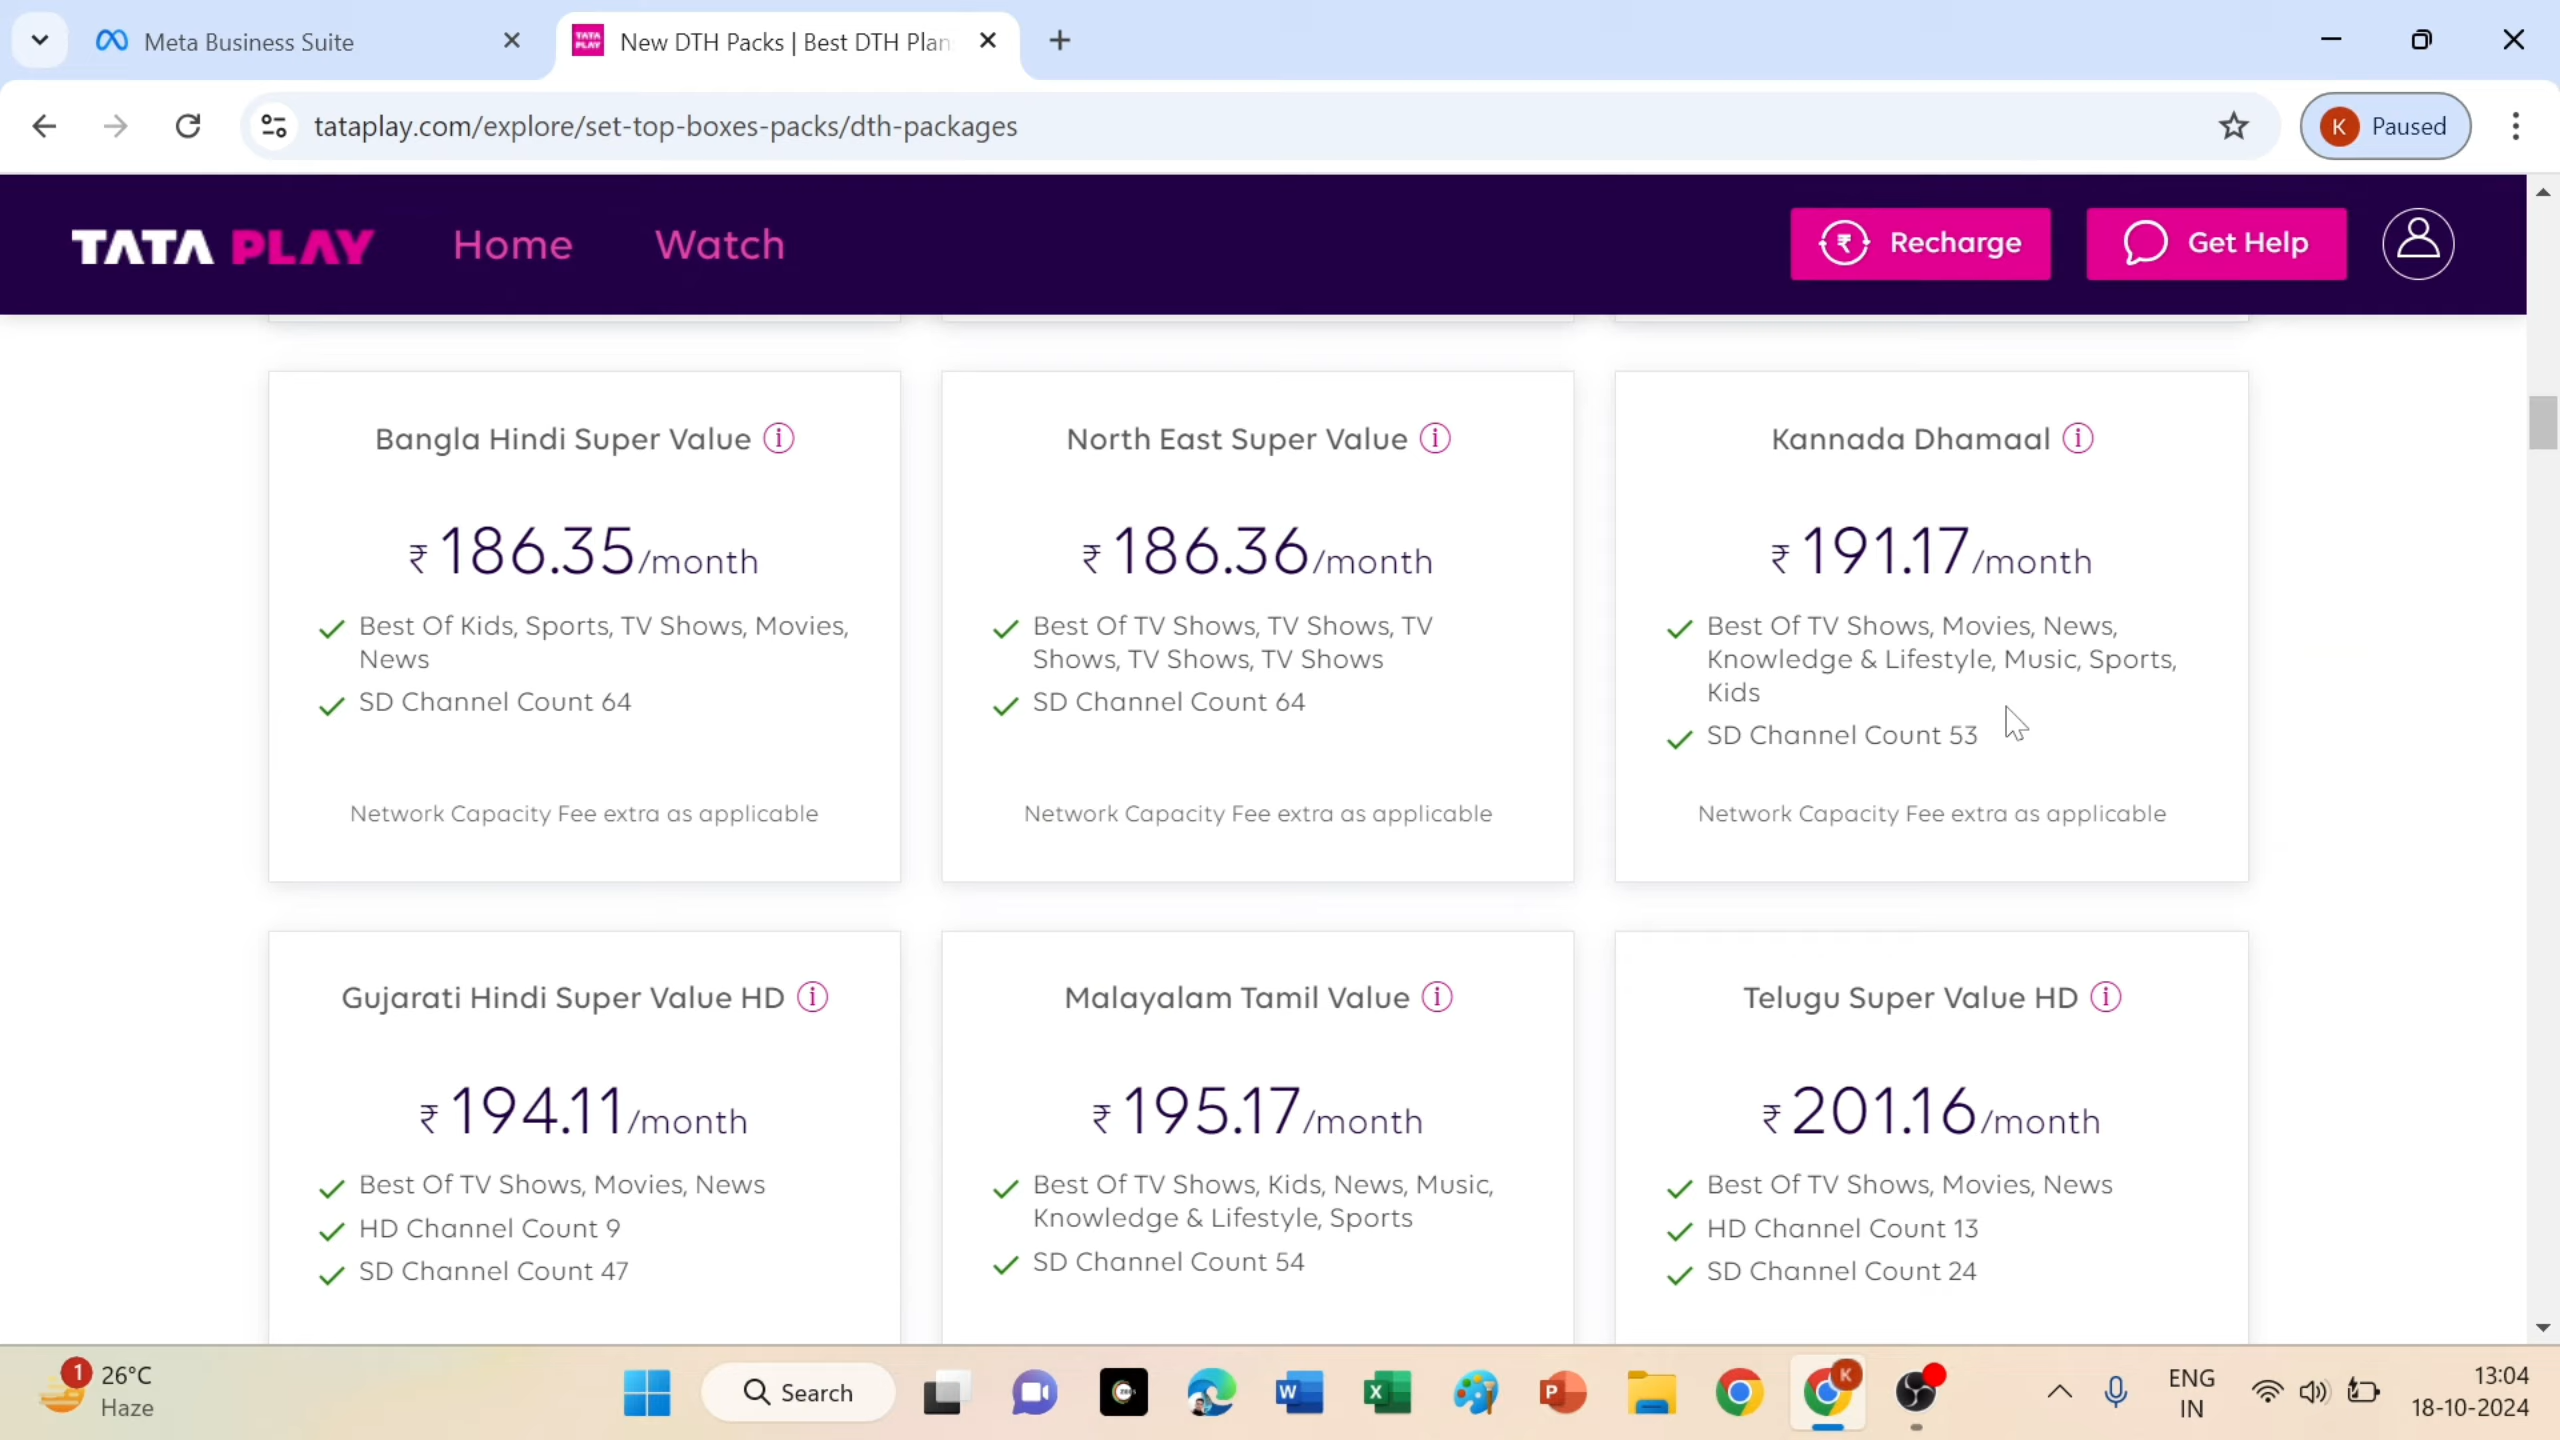 Meta Business Suite
TATA PLAY New DTH Packs | Best DTH Plan
tataplay.com/explore/set-top-boxes-packs/dth-packages
K Paused
TATA PLAY Home Watch ₹ Recharge Get Help
Bangla Hindi Super Value i
₹ 186.35/month
Best Of Kids, Sports, TV Shows, Movies,
News
SD Channel Count 64
Network Capacity Fee extra as applicable
North East Super Value i
₹ 186.36/month
Best Of TV Shows, TV Shows, TV
Shows, TV Shows, TV Shows
SD Channel Count 64
Network Capacity Fee extra as applicable
Kannada Dhamaal i
₹ 191.17/month
Best Of TV Shows, Movies, News,
Knowledge & Lifestyle, Music, Sports,
Kids
SD Channel Count 53
Network Capacity Fee extra as applicable
Gujarati Hindi Super Value HD i
₹ 194.11/month
Best Of TV Shows, Movies, News
HD Channel Count 9
SD Channel Count 47
Malayalam Tamil Value i
₹ 195.17/month
Best Of TV Shows, Kids, News, Music,
Knowledge & Lifestyle, Sports
SD Channel Count 54
Telugu Super Value HD i
₹ 201.16/month
Best Of TV Shows, Movies, News
HD Channel Count 13
SD Channel Count 24
1
26°C
Haze
Search
W
X
P
K
ENG
IN
13:04
18-10-2024